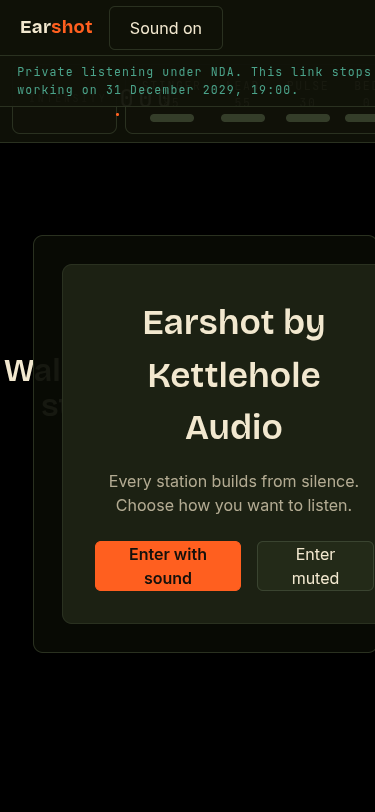 Earshot
Sound on
Private listening under NDA. This link stops
working on 31 December 2029, 19:00.
Earshot by
Kettlehole
Audio
Every station builds from silence.
Choose how you want to listen.
Enter with
sound
Enter
muted